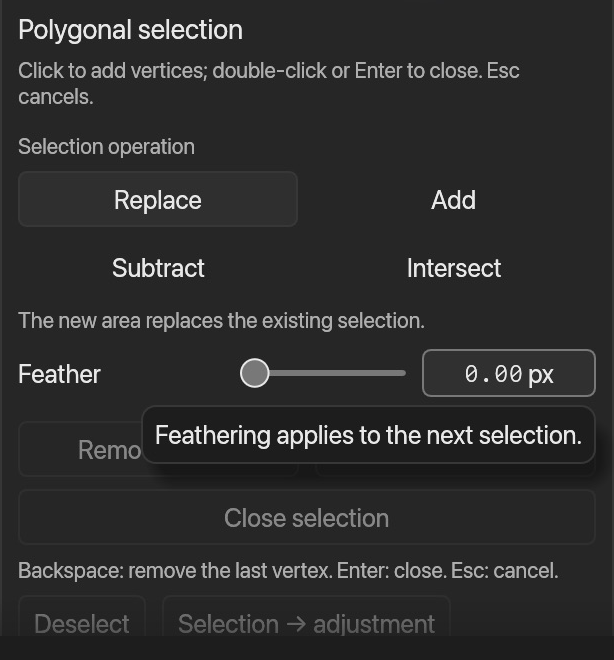 Polygonal selection
Click to add vertices; double-click or Enter to close. Esc
cancels.
Selection operation
Replace
Add
Subtract
Intersect
The new area replaces the existing selection.
Feather
0.00 px
Feathering applies to the next selection.
Close selection
Backspace: remove the last vertex. Enter: close. Esc: cancel.
Deselect
Selection → adjustment